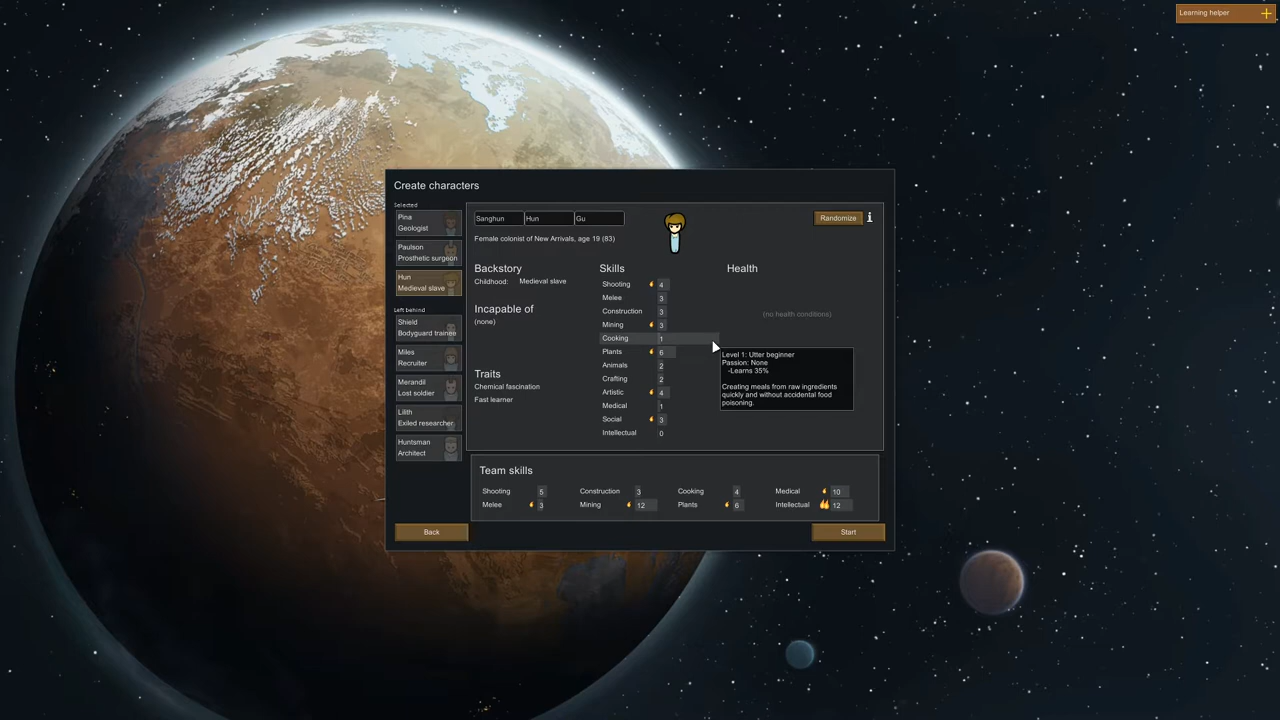 Learning helper
Create characters
Selected
Pina
Geologist
Paulson
Prosthetic surgeon
Hun
Medieval slave
Left behind
Shield
Bodyguard trainee
Miles
Recruiter
Merandil
Lost soldier
Lilith
Exiled researcher
Huntsman
Architect
Sanghun Hun Gu
Randomize
Female colonist of New Arrivals, age 19 (83)
Backstory
Childhood: Medieval slave
Incapable of
(none)
Traits
Chemical fascination
Fast learner
Skills
Shooting 4
Melee 3
Construction 3
Mining 3
Cooking 1
Plants 6
Animals 2
Crafting 2
Artistic 4
Medical 1
Social 3
Intellectual 0
Health
(no health conditions)
Level 1: Utter beginner
Passion: None
-Learns 35%
Creating meals from raw ingredients
quickly and without accidental food
poisoning.
Team skills
Shooting 5 Construction 3 Cooking 4 Medical 10
Melee 3 Mining 12 Plants 6 Intellectual 12
Back
Start